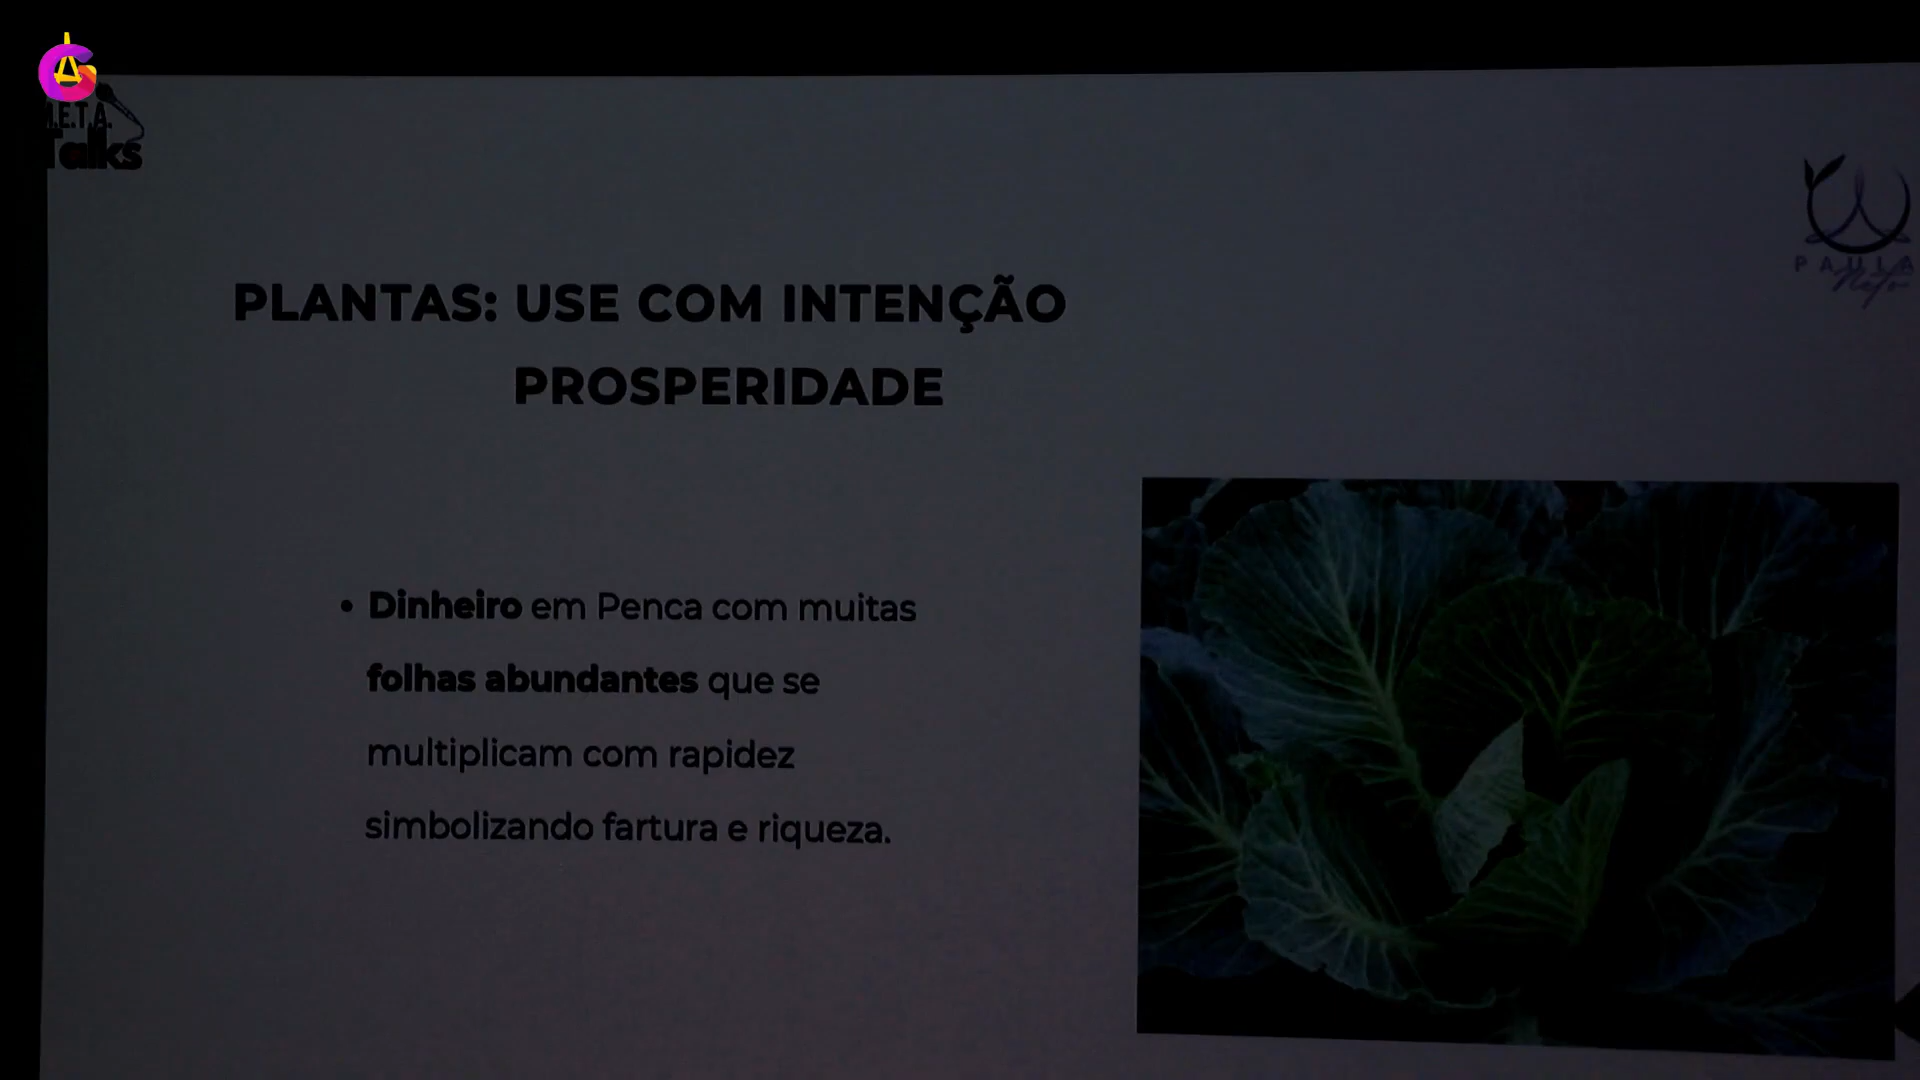 M.E.T.A.
Talks
PAULA
Neto
PLANTAS: USE COM INTENÇÃO
PROSPERIDADE
• Dinheiro em Penca com muitas
folhas abundantes que se
multiplicam com rapidez
simbolizando fartura e riqueza.